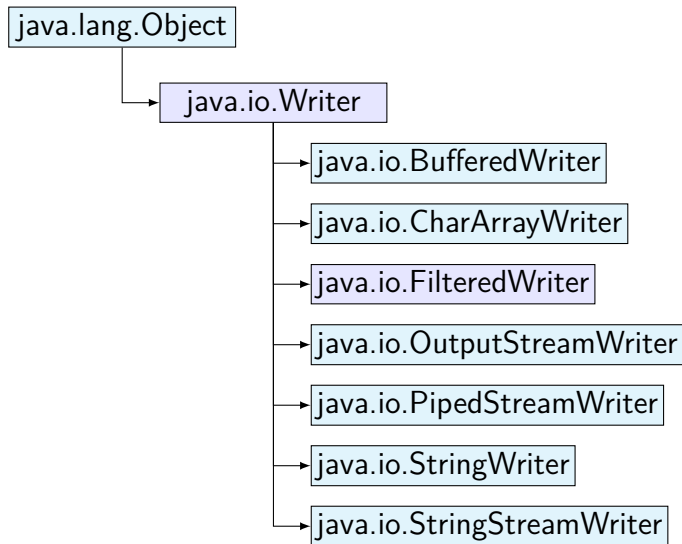 java.lang.Object
java.io.Writer
java.io.BufferedWriter
java.io.CharArrayWriter
java.io.FilteredWriter
java.io.OutputStreamWriter
java.io.PipedStreamWriter
java.io.StringWriter
java.io.StringStreamWriter